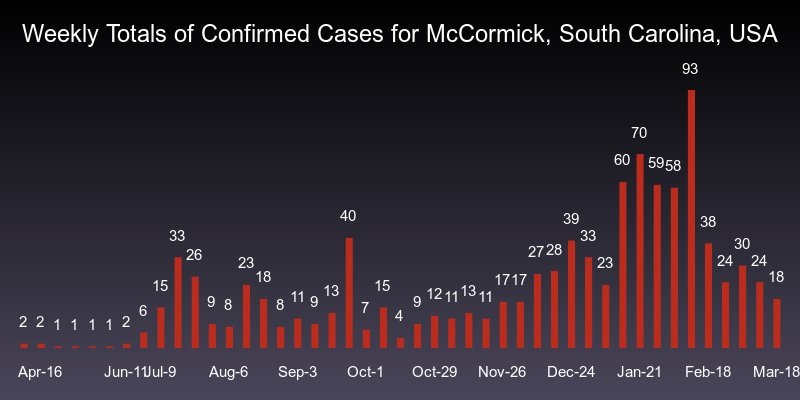 Weekly Totals of Confirmed Cases for McCormick, South Carolina, USA
2 2 1 1 1 1 2 6 15 33 26 9 8 23 18 8 11 9 13 40 7 15 4 9 12 11 13 11 17 17 27 28 39 33 23 60 70 59 58 93 38 24 30 24 18
Apr-16 Jun-11 Jul-9 Aug-6 Sep-3 Oct-1 Oct-29 Nov-26 Dec-24 Jan-21 Feb-18 Mar-18